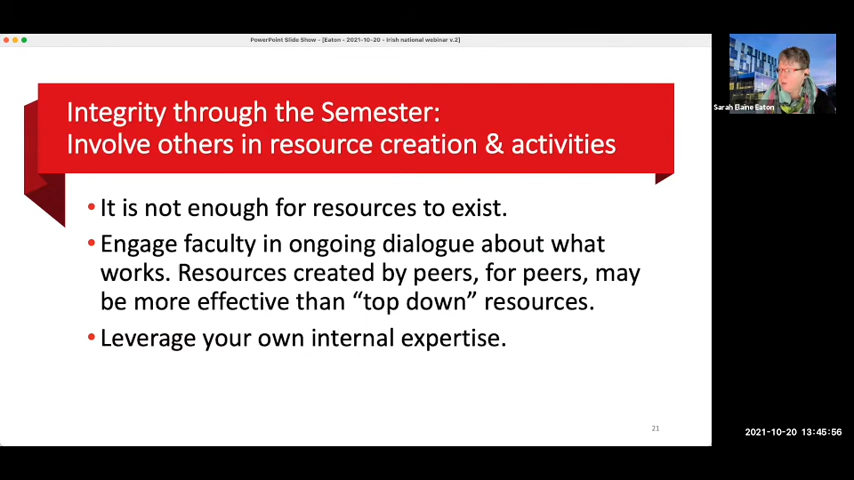 PowerPoint Slide Show - [Eaton - 2021-10-20 - Irish national webinar v.2]
Integrity through the Semester:
Involve others in resource creation & activities
• It is not enough for resources to exist.
• Engage faculty in ongoing dialogue about what
works. Resources created by peers, for peers, may
be more effective than “top down” resources.
• Leverage your own internal expertise.
21
Sarah Elaine Eaton
2021-10-20 13:45:56